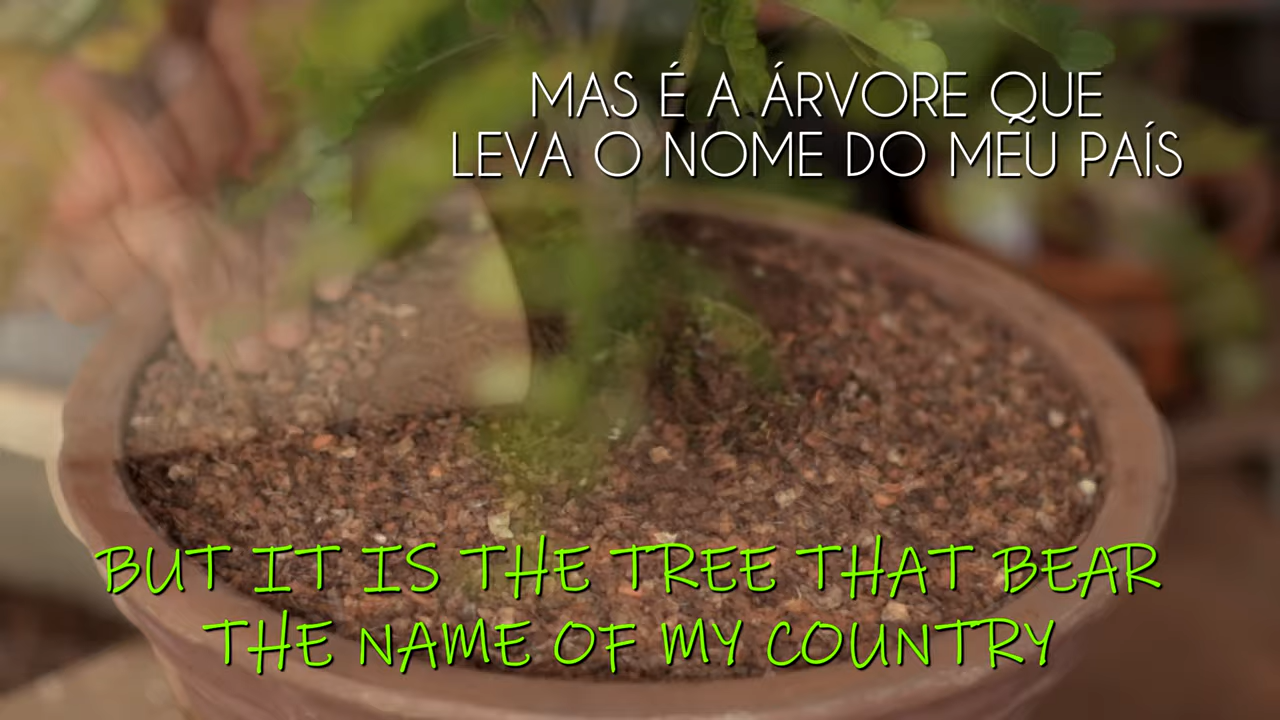 MAS É A ÁRVORE QUE
LEVA O NOME DO MEU PAÍS
BUT IT IS THE TREE THAT BEAR
THE NAME OF MY COUNTRY